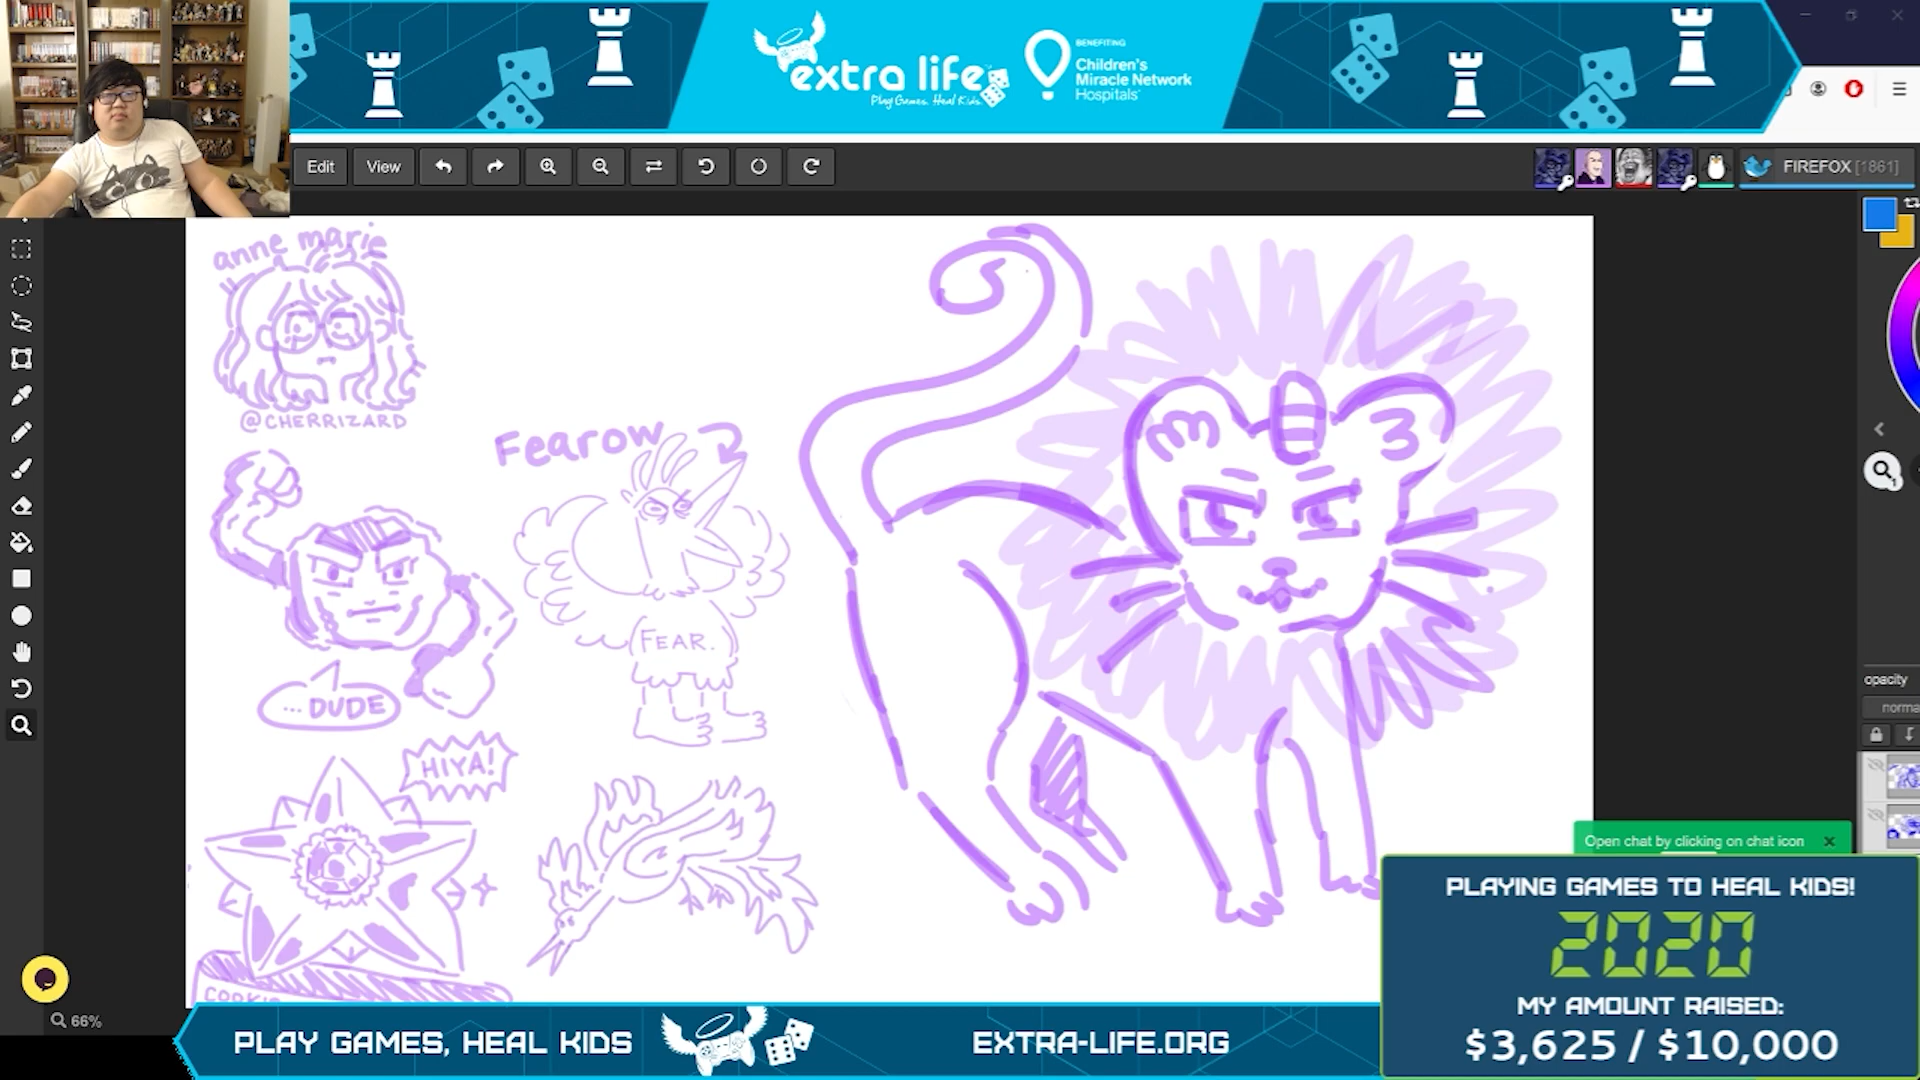 extra life
Play Games. Heal Kids.
BENEFITING
Children's
Miracle Network
Hospitals
Edit
View
FIREFOX [1861]
anne marie
@CHERRIZARD
Fearow
FEAR.
... DUDE
HIYA!
opacity
norma
Open chat by clicking on chat icon
PLAYING GAMES TO HEAL KIDS!
2020
MY AMOUNT RAISED:
$3,625 / $10,000
66%
PLAY GAMES, HEAL KIDS
EXTRA-LIFE.ORG